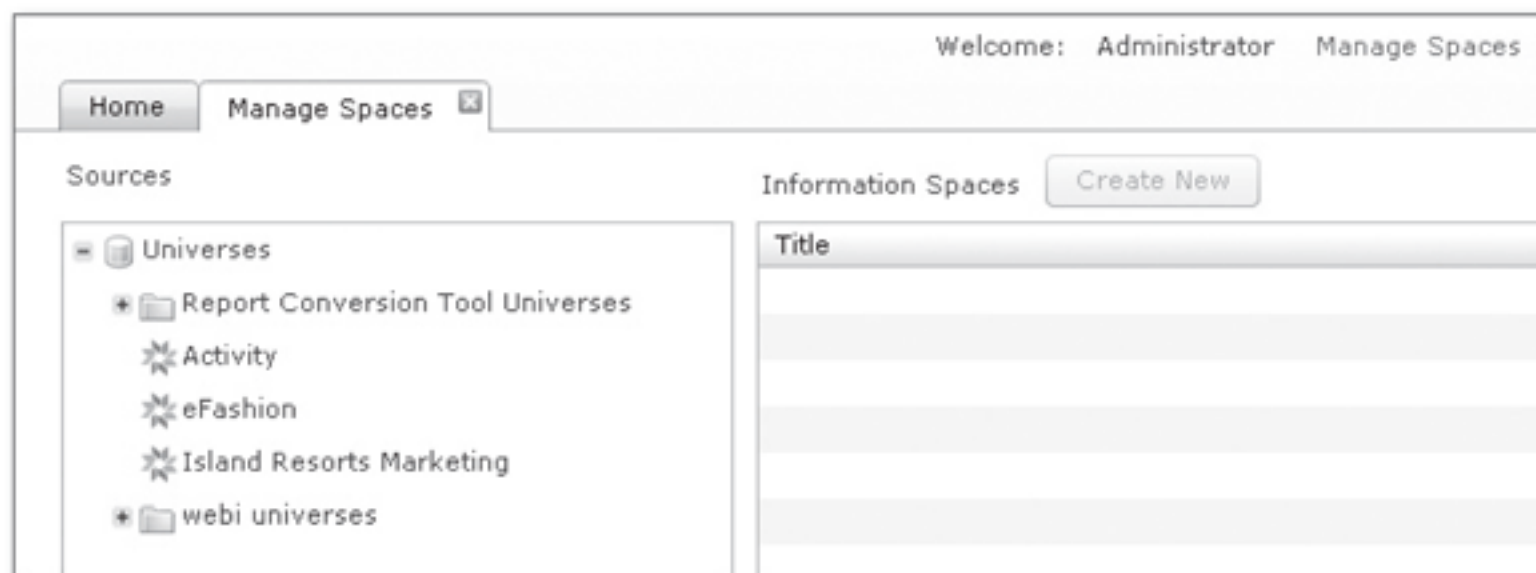 Welcome: Administrator Manage Spaces
Home
Manage Spaces
Sources
Information Spaces
Create New
Universes
Report Conversion Tool Universes
Activity
eFashion
Island Resorts Marketing
webi universes
Title